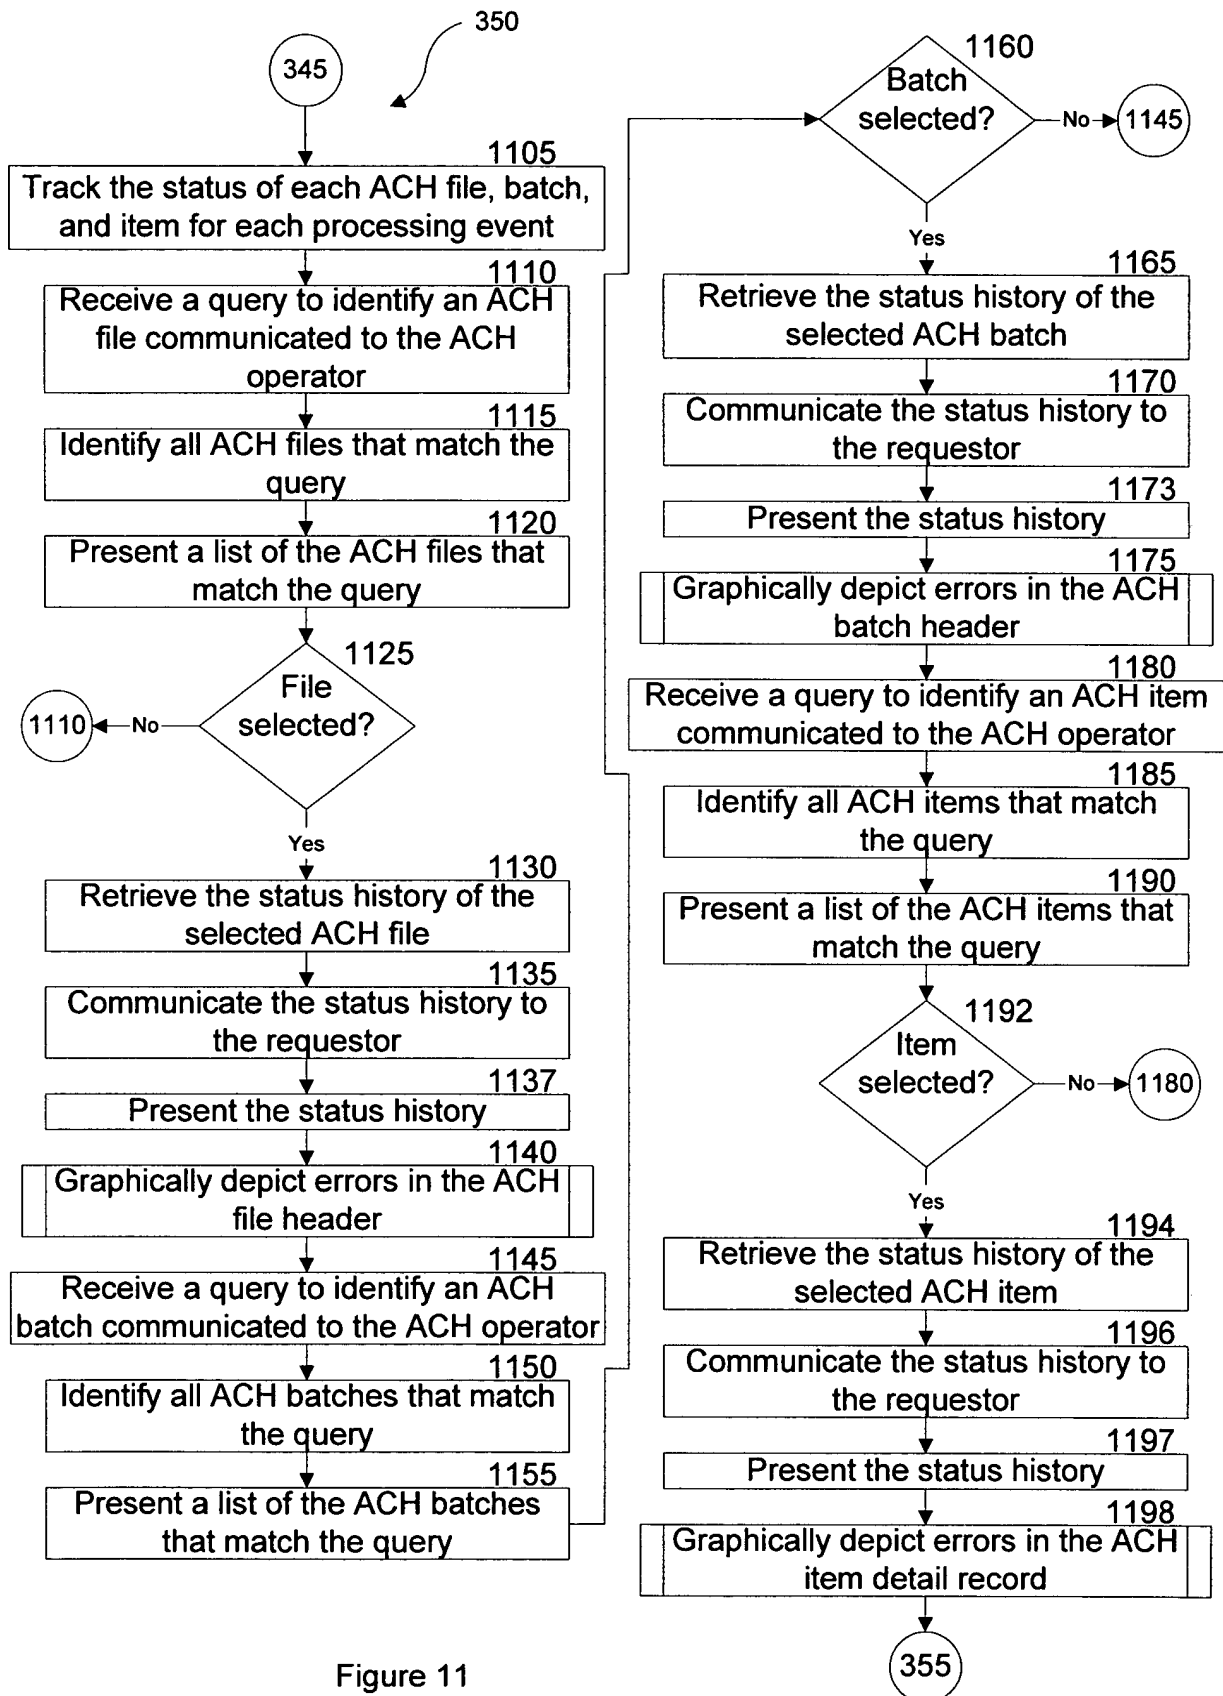 350
345
1105
Track the status of each ACH file, batch,
and item for each processing event
1110
Receive a query to identify an ACH
file communicated to the ACH
operator
1115
Identify all ACH files that match the
query
1120
Present a list of the ACH files that
match the query
1125
File
selected?
No
1110
Yes
1130
Retrieve the status history of the
selected ACH file
1135
Communicate the status history to
the requestor
1137
Present the status history
1140
Graphically depict errors in the ACH
file header
1145
Receive a query to identify an ACH
batch communicated to the ACH operator
1150
Identify all ACH batches that match
the query
1155
Present a list of the ACH batches
that match the query
1160
Batch
selected?
No
1145
Yes
1165
Retrieve the status history of the
selected ACH batch
1170
Communicate the status history to
the requestor
1173
Present the status history
1175
Graphically depict errors in the ACH
batch header
1180
Receive a query to identify an ACH item
communicated to the ACH operator
1185
Identify all ACH items that match
the query
1190
Present a list of the ACH items that
match the query
1192
Item
selected?
No
1180
Yes
1194
Retrieve the status history of the
selected ACH item
1196
Communicate the status history to
the requestor
1197
Present the status history
1198
Graphically depict errors in the ACH
item detail record
355
Figure 11